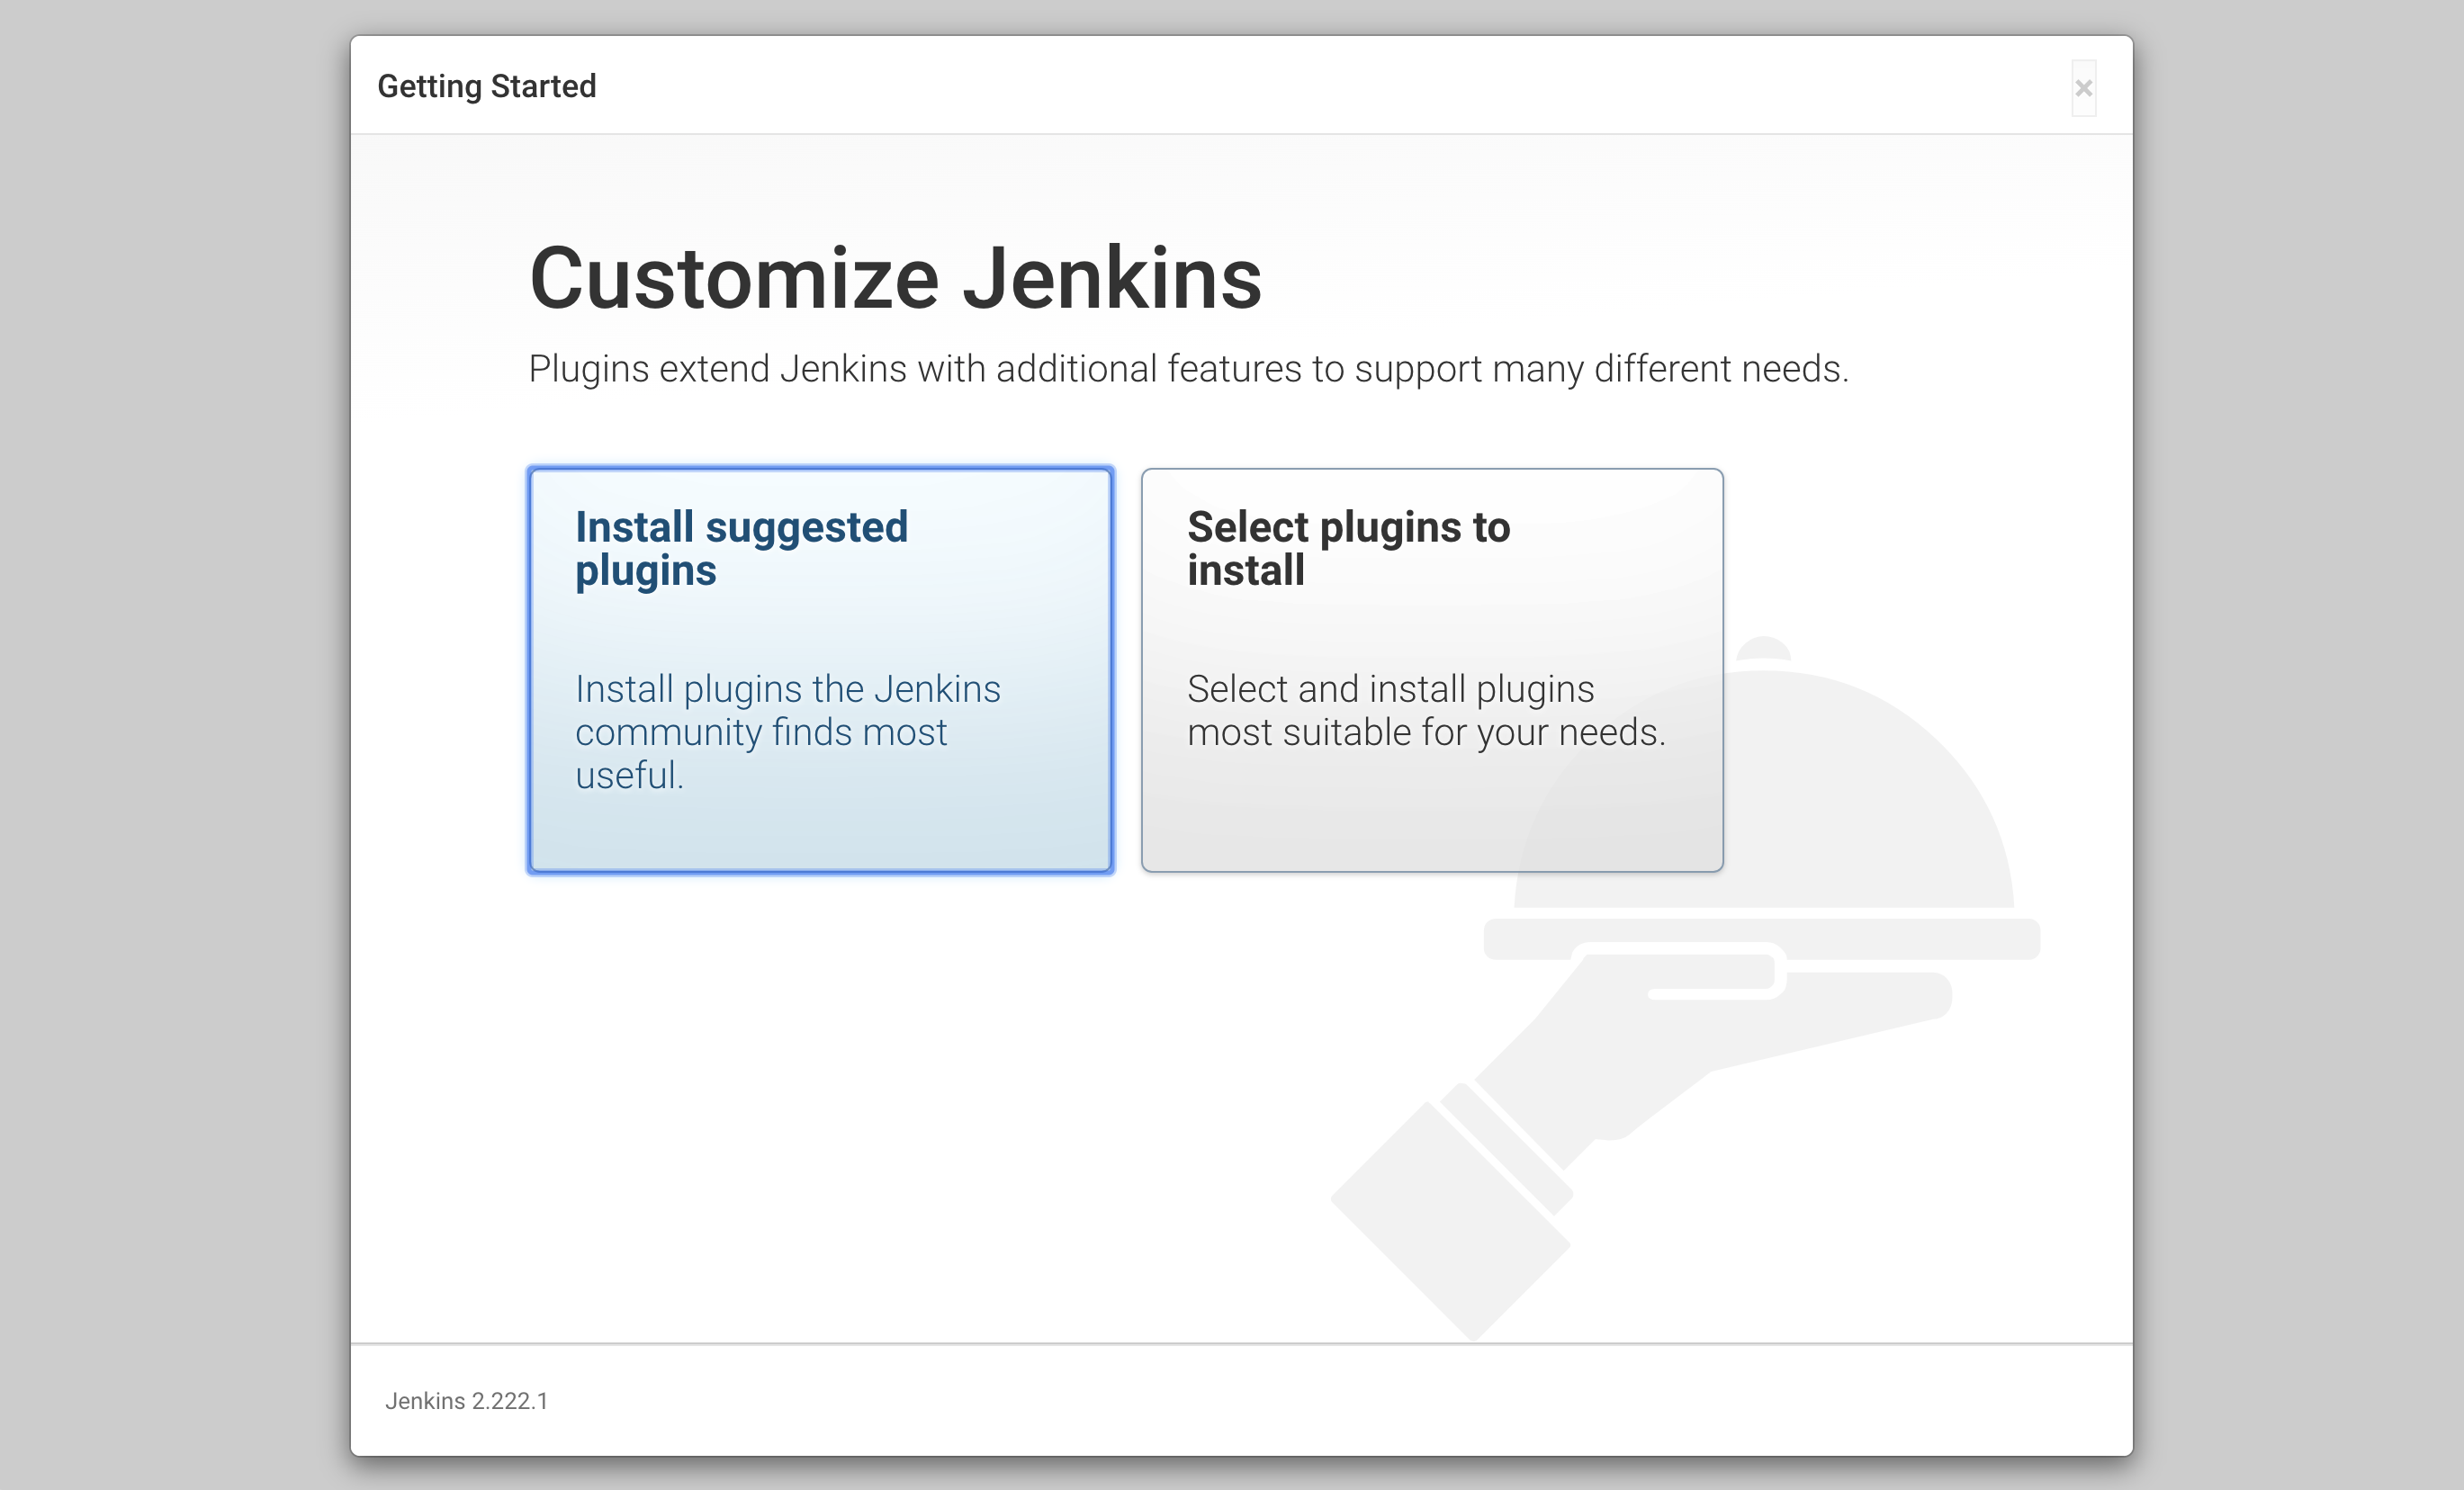 Getting Started
×
Customize Jenkins
Plugins extend Jenkins with additional features to support many different needs.
Install suggested
plugins
Install plugins the Jenkins
community finds most
useful.
Select plugins to
install
Select and install plugins
most suitable for your needs.
Jenkins 2.222.1